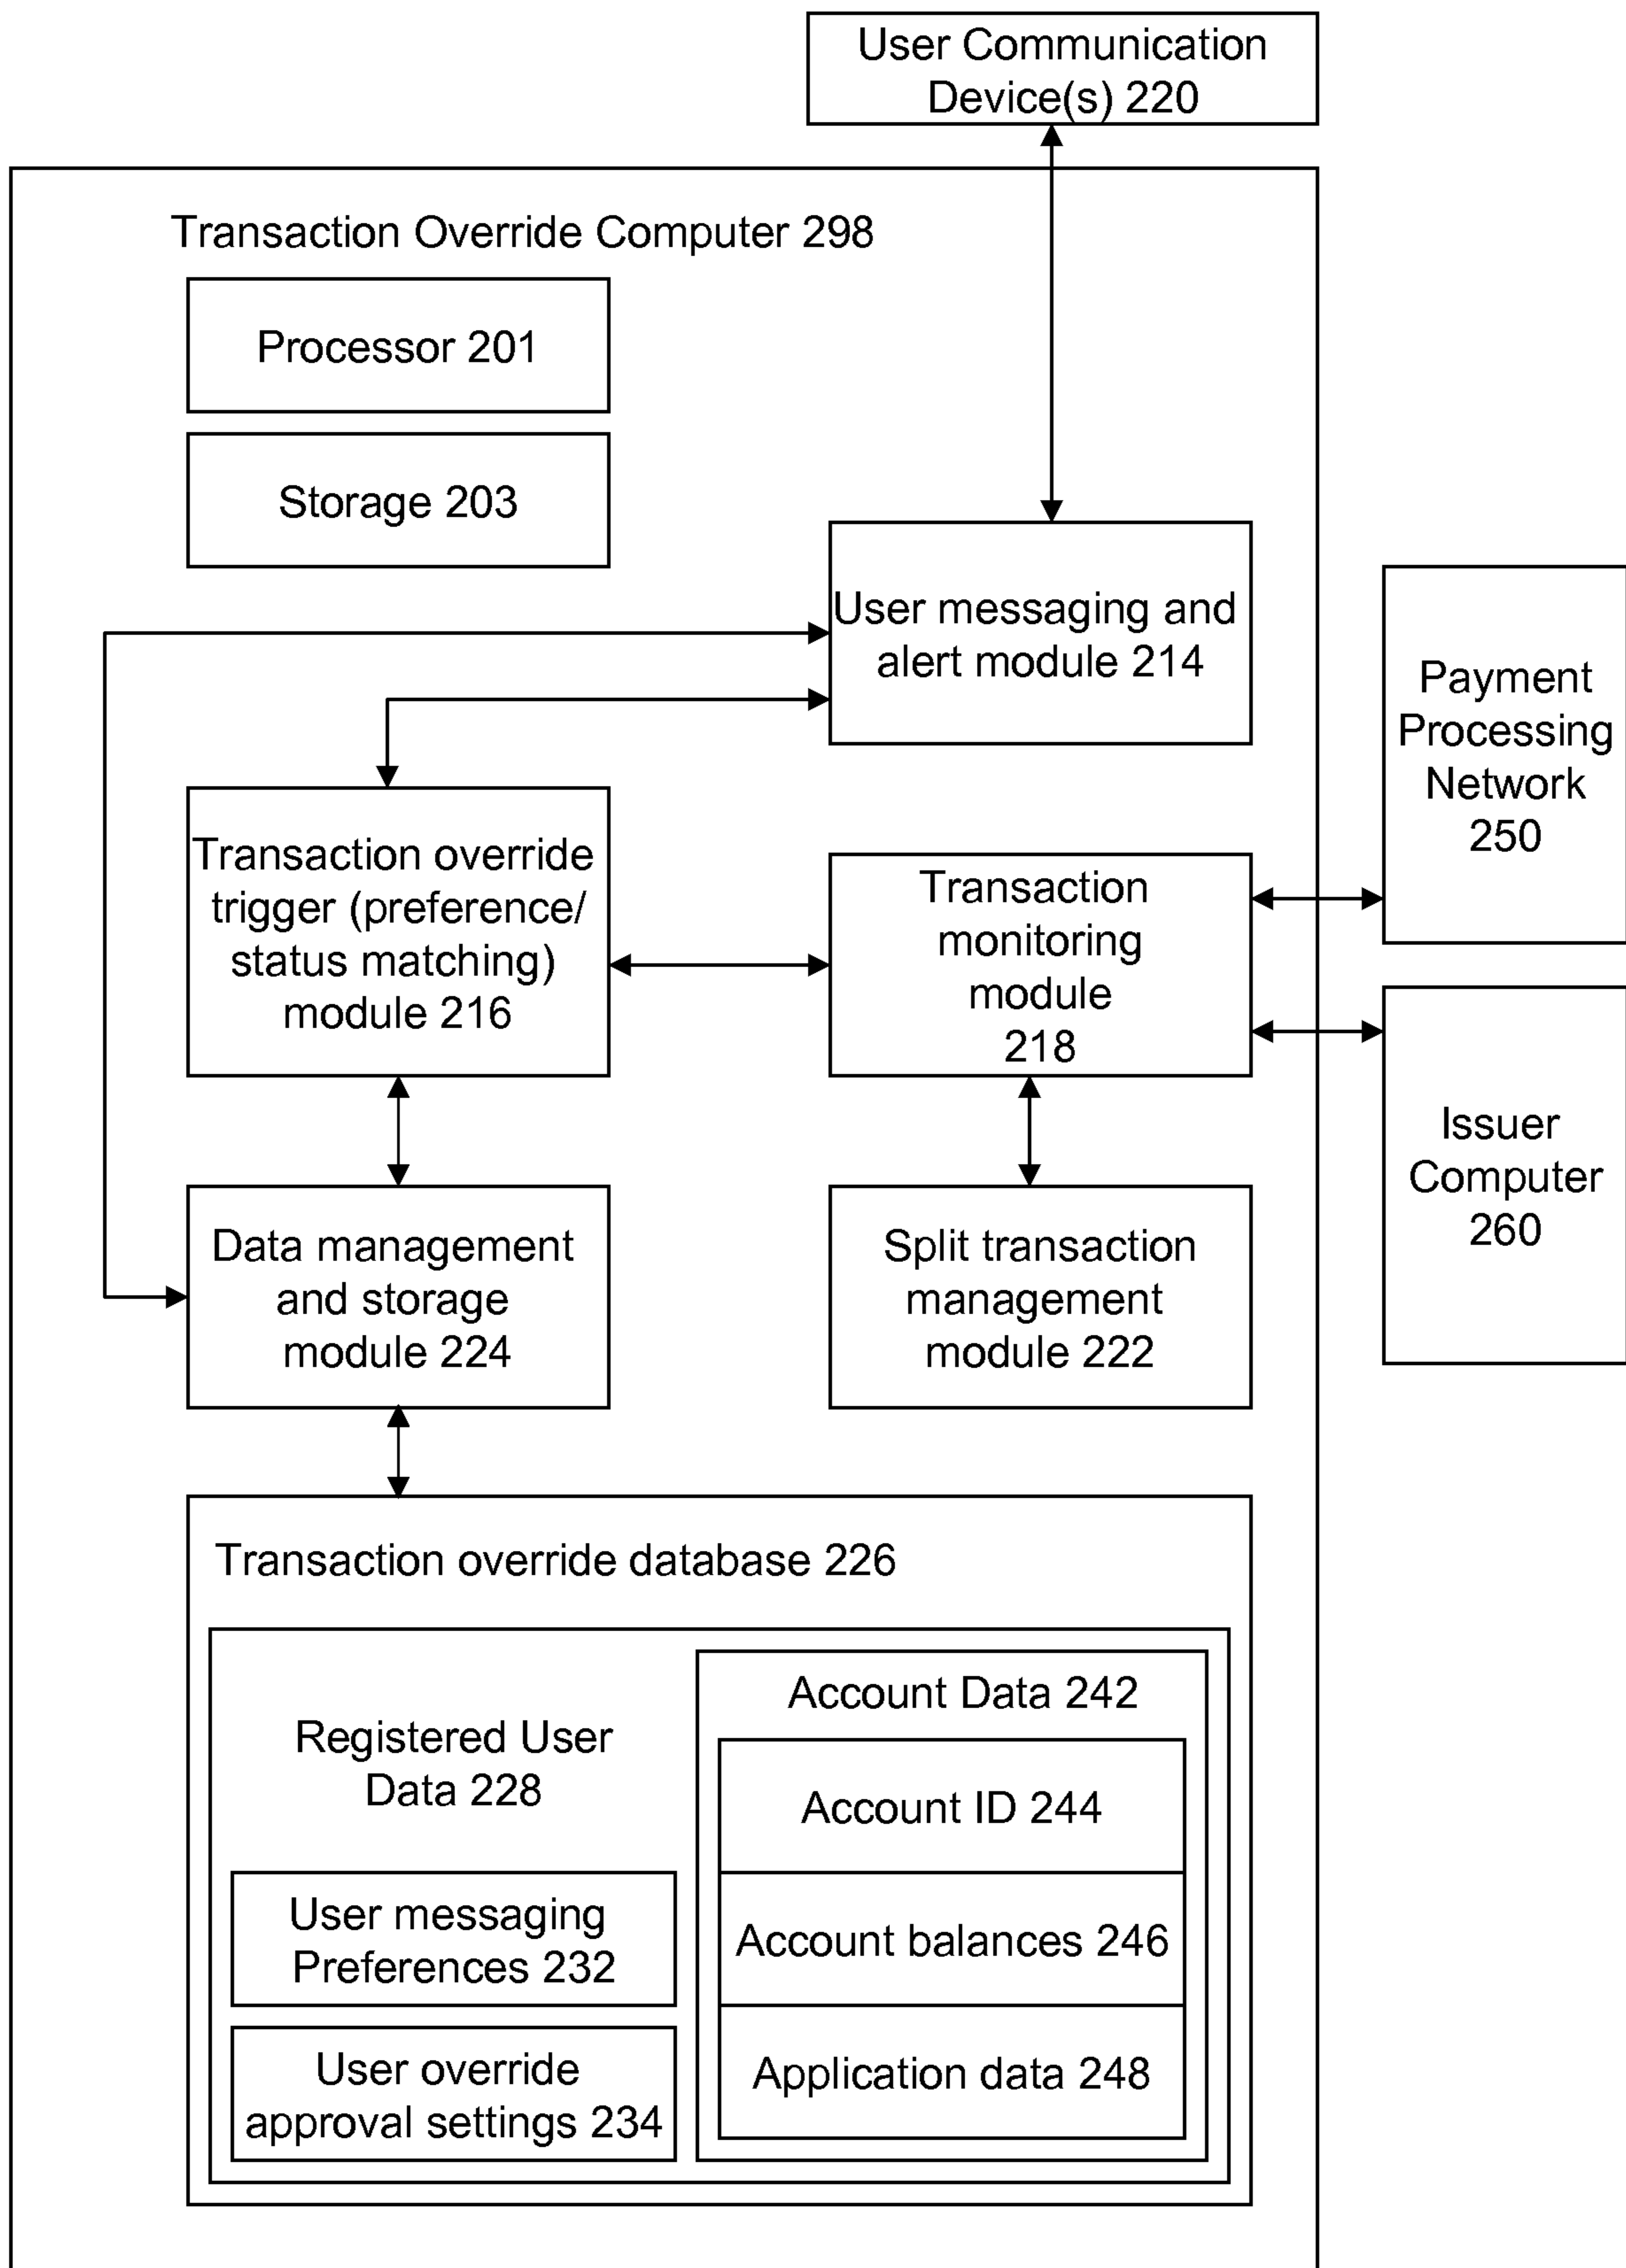 User Communication
Device(s) 220
Transaction Override Computer 298
Processor 201
Storage 203
User messaging and
alert module 214
Payment
Processing
Network
250
Transaction override
trigger (preference/
status matching)
module 216
Transaction
monitoring
module
218
Issuer
Computer
260
Data management
and storage
module 224
Split transaction
management
module 222
Transaction override database 226
Registered User
Data 228
User messaging
Preferences 232
User override
approval settings 234
Account Data 242
Account ID 244
Account balances 246
Application data 248